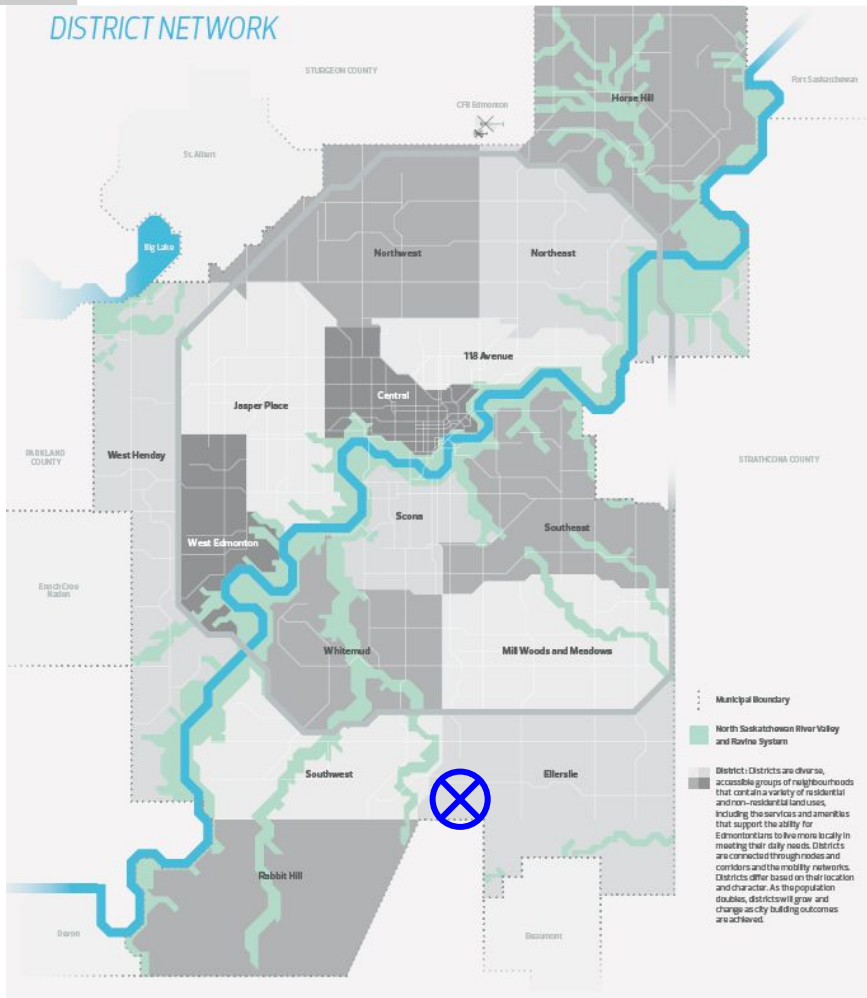 DISTRICT NETWORK
STURGEON COUNTY
Fort Saskatchewan
Horse Hill
CFB Edmonton
St. Albert
Big Lake
Northwest
Northeast
118 Avenue
Central
Jasper Place
PARKLAND
COUNTY
West Henday
STRATHCONA COUNTY
Scona
Southeast
West Edmonton
Enoch Cree
Nation
Whitemud
Mill Woods and Meadows
Southwest
Ellerslie
Rabbit Hill
Devon
Beaumont
Municipal Boundary
North Saskatchewan River Valley
and Ravine System
District: Districts are diverse,
accessible groups of neighbourhoods
that contain a variety of residential
and non-residential land uses,
including the services and amenities
that support the ability for
Edmontontians to live more locally in
meeting their daily needs. Districts
are connected through nodes and
corridors and the mobility networks.
Districts differ based on their location
and character. As the population
doubles, districts will grow and
change as city building outcomes
are achieved.